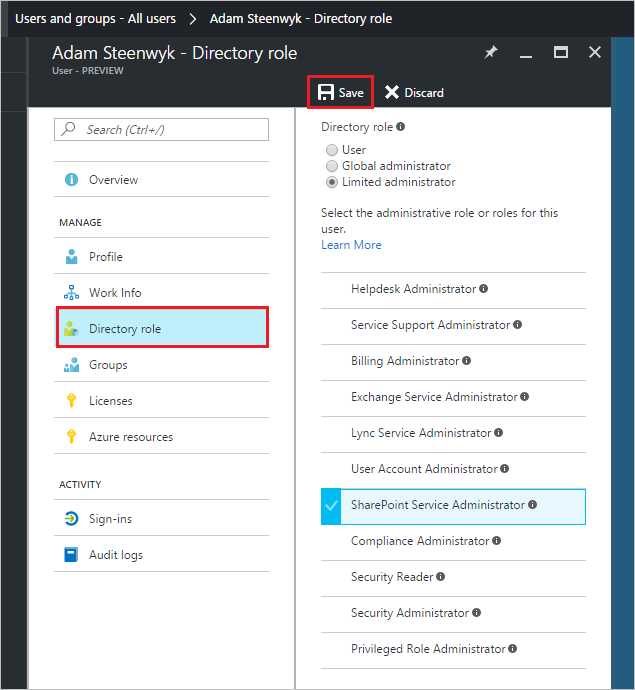 Users and groups - All users > Adam Steenwyk - Directory role
Adam Steenwyk - Directory role
User - PREVIEW
Save Discard
Search (Ctrl+/)
Overview
MANAGE
Profile
Work Info
Directory role
Groups
Licenses
Azure resources
ACTIVITY
Sign-ins
Audit logs
Directory role
User
Global administrator
Limited administrator
Select the administrative role or roles for this
user.
Learn More
Helpdesk Administrator
Service Support Administrator
Billing Administrator
Exchange Service Administrator
Lync Service Administrator
User Account Administrator
SharePoint Service Administrator
Compliance Administrator
Security Reader
Security Administrator
Privileged Role Administrator